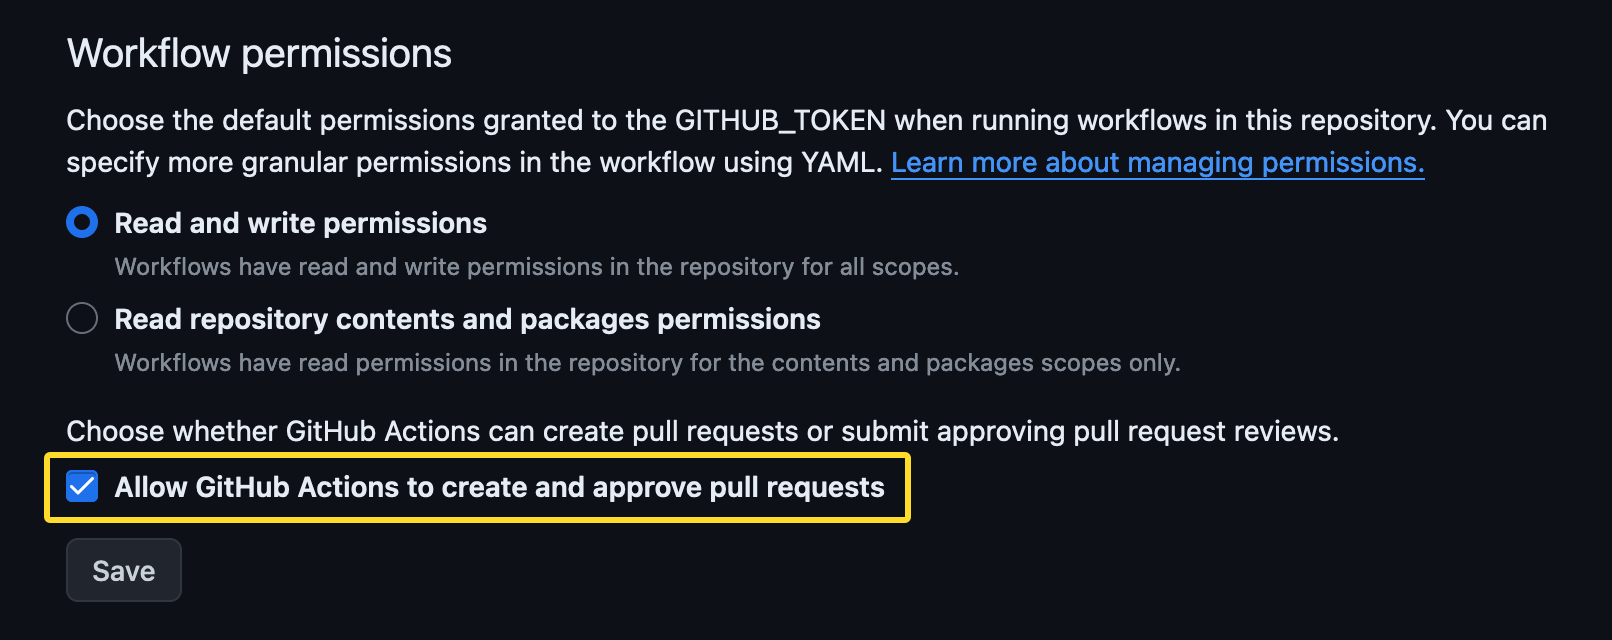 Workflow permissions
Choose the default permissions granted to the GITHUB_TOKEN when running workflows in this repository. You can
specify more granular permissions in the workflow using YAML. Learn more about managing permissions.
Read and write permissions
Workflows have read and write permissions in the repository for all scopes.
Read repository contents and packages permissions
Workflows have read permissions in the repository for the contents and packages scopes only.
Choose whether GitHub Actions can create pull requests or submit approving pull request reviews.
Allow GitHub Actions to create and approve pull requests
Save